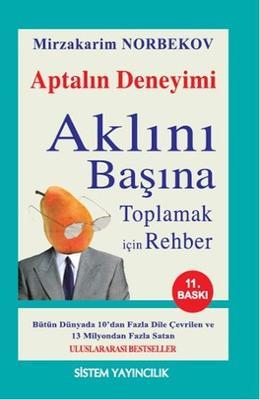 Mirzakarim NORBEKOV
Aptalın Deneyimi
Aklını
Başına
Toplamak
için Rehber
11.
BASKI
Bütün Dünyada 10'dan Fazla Dile Çevrilen ve
13 Milyondan Fazla Satan
ULUSLARARASI BESTSELLER
SİSTEM YAYINCILIK